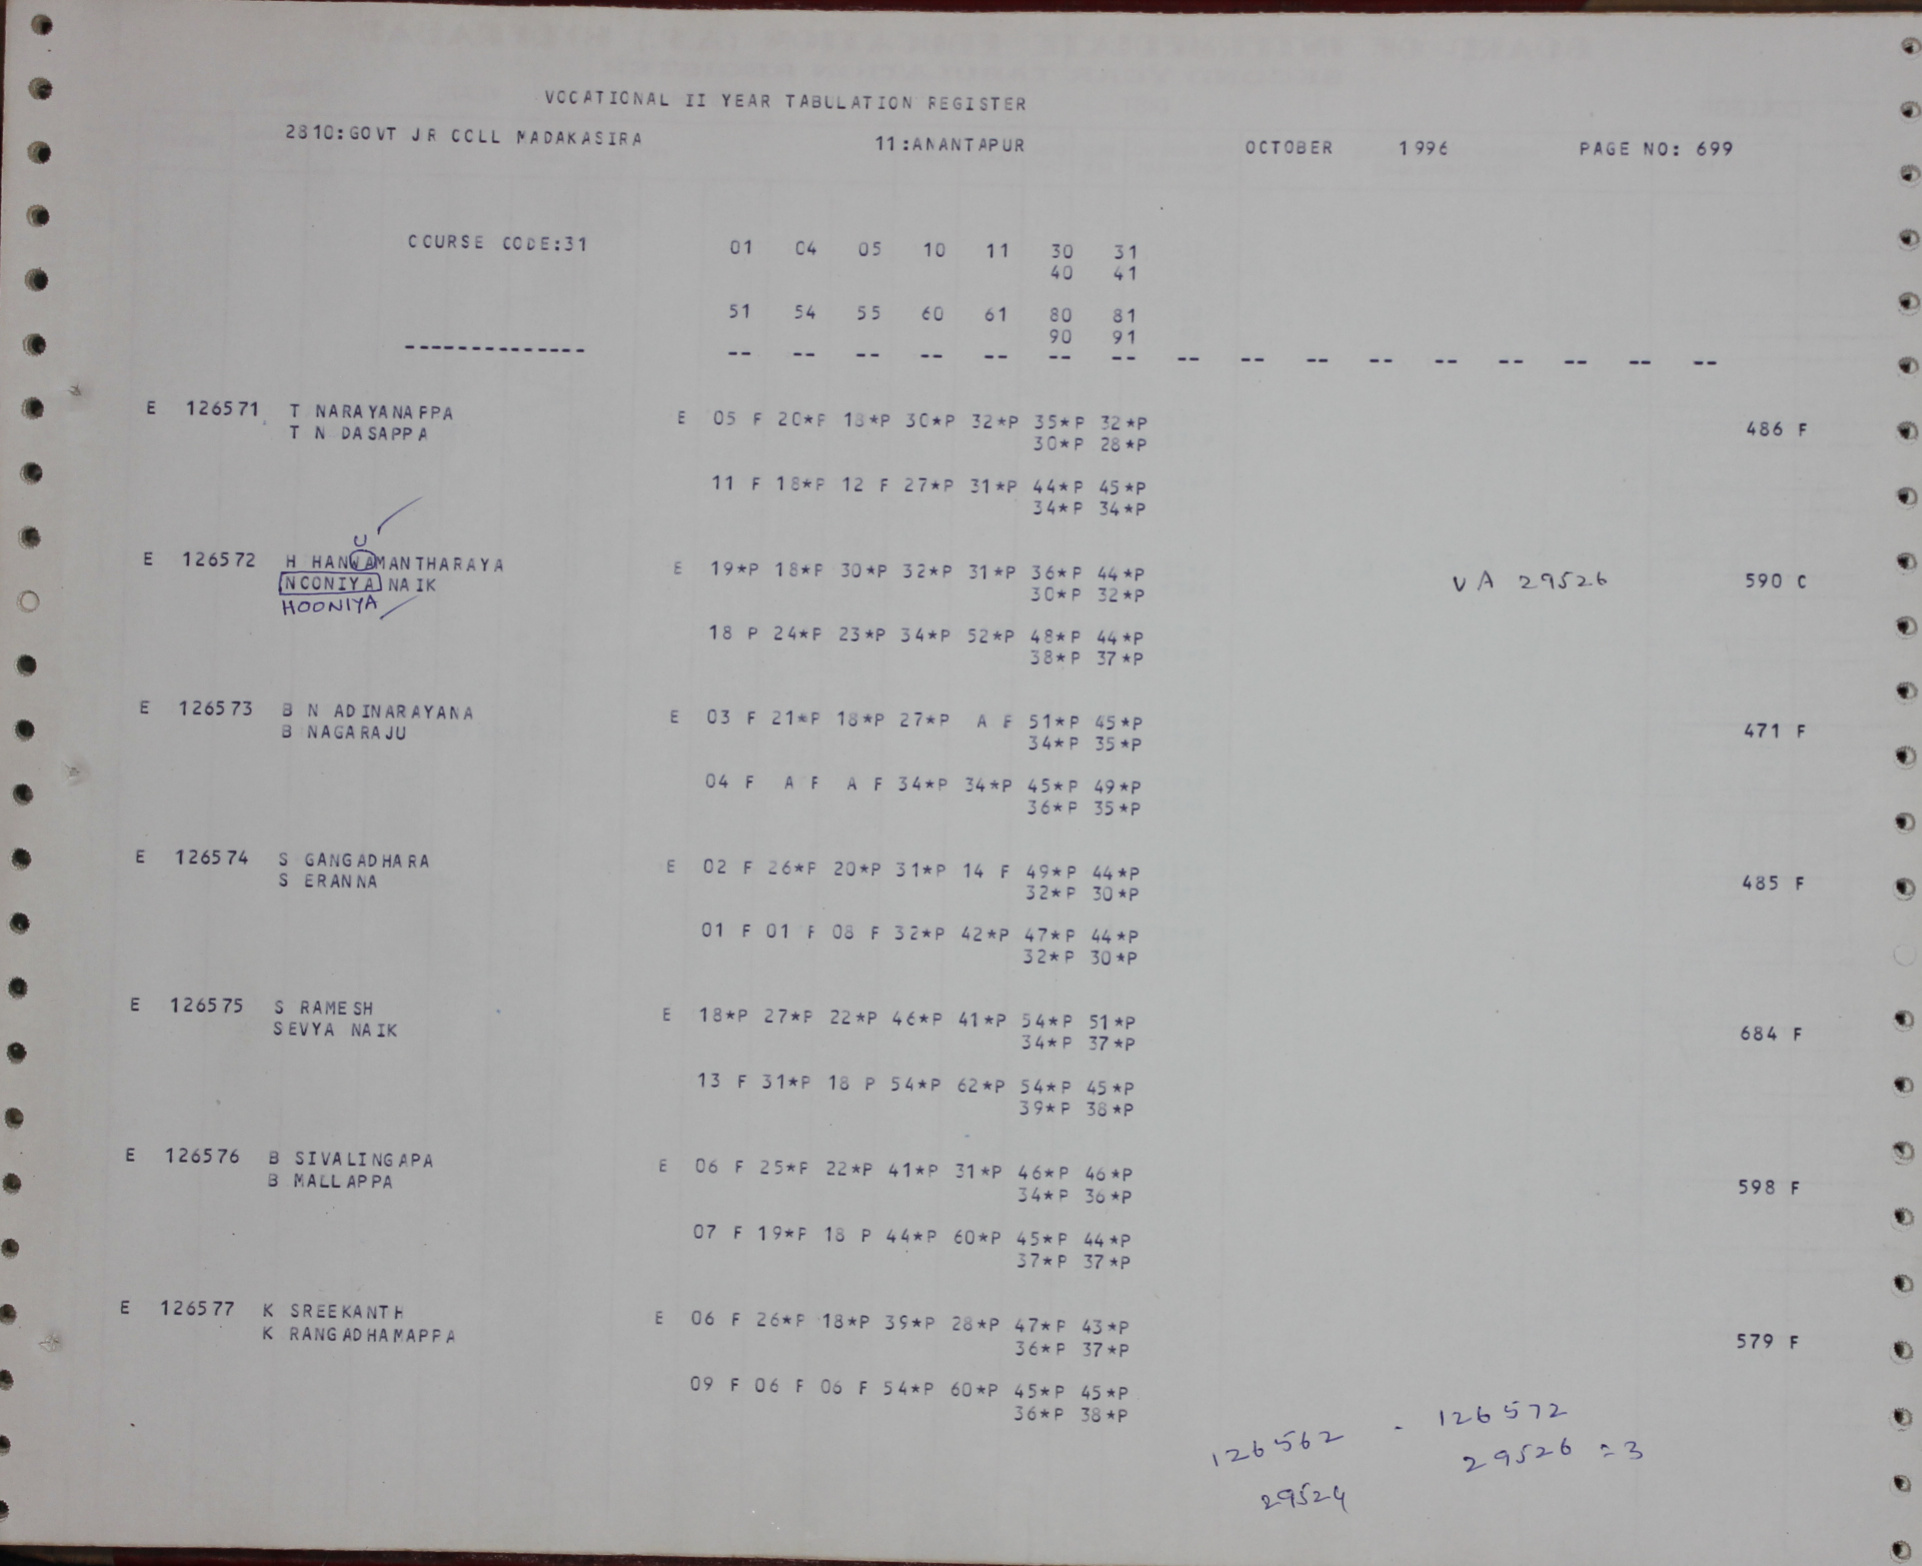 VOCATIONAL II YEAR TABULATION REGISTER
2810:GOVT JR COLL MADAKASIRA 11:ANANTAPUR OCTOBER 1996 PAGE NO: 699
COURSE CODE:31 01 04 05 10 11 30 31
40 41
51 54 55 60 61 80 81
90 91
-------------- -- -- -- -- -- -- -- -- -- -- -- -- -- -- -- --
E 126571 T NARAYANAPPA E 05 F 20*P 18*P 30*P 32*P 35*P 32*P
T N DASAPPA 30*P 28*P 486 F
11 F 18*P 12 F 27*P 31*P 44*P 45*P
34*P 34*P
U
E 126572 H HANWAMANTHARAYA E 19*P 18*P 30*P 32*P 31*P 36*P 44*P
NOONIYA NAIK 30*P 32*P VA 29526 590 C
HOONIYA
18 P 24*P 23*P 34*P 52*P 48*P 44*P
38*P 37*P
E 126573 B N ADINARAYANA E 03 F 21*P 18*P 27*P A F 51*P 45*P
B NAGARAJU 34*P 35*P 471 F
04 F A F A F 34*P 34*P 45*P 49*P
36*P 35*P
E 126574 S GANGADHARA E 02 F 26*P 20*P 31*P 14 F 49*P 44*P
S ERANNA 32*P 30*P 485 F
01 F 01 F 08 F 32*P 42*P 47*P 44*P
32*P 30*P
E 126575 S RAMESH E 18*P 27*P 22*P 46*P 41*P 54*P 51*P
SEVYA NAIK 34*P 37*P 684 F
13 F 31*P 18 P 54*P 62*P 54*P 45*P
39*P 38*P
E 126576 B SIVALINGAPA E 06 F 25*P 22*P 41*P 31*P 46*P 46*P
B MALLAPPA 34*P 36*P 598 F
07 F 19*P 18 P 44*P 60*P 45*P 44*P
37*P 37*P
E 126577 K SREEKANTH E 06 F 26*P 18*P 39*P 28*P 47*P 43*P
K RANGADHAMAPPA 36*P 37*P 579 F
09 F 06 F 06 F 54*P 60*P 45*P 45*P
36*P 38*P
126562 - 126572
29524 29526 = 3